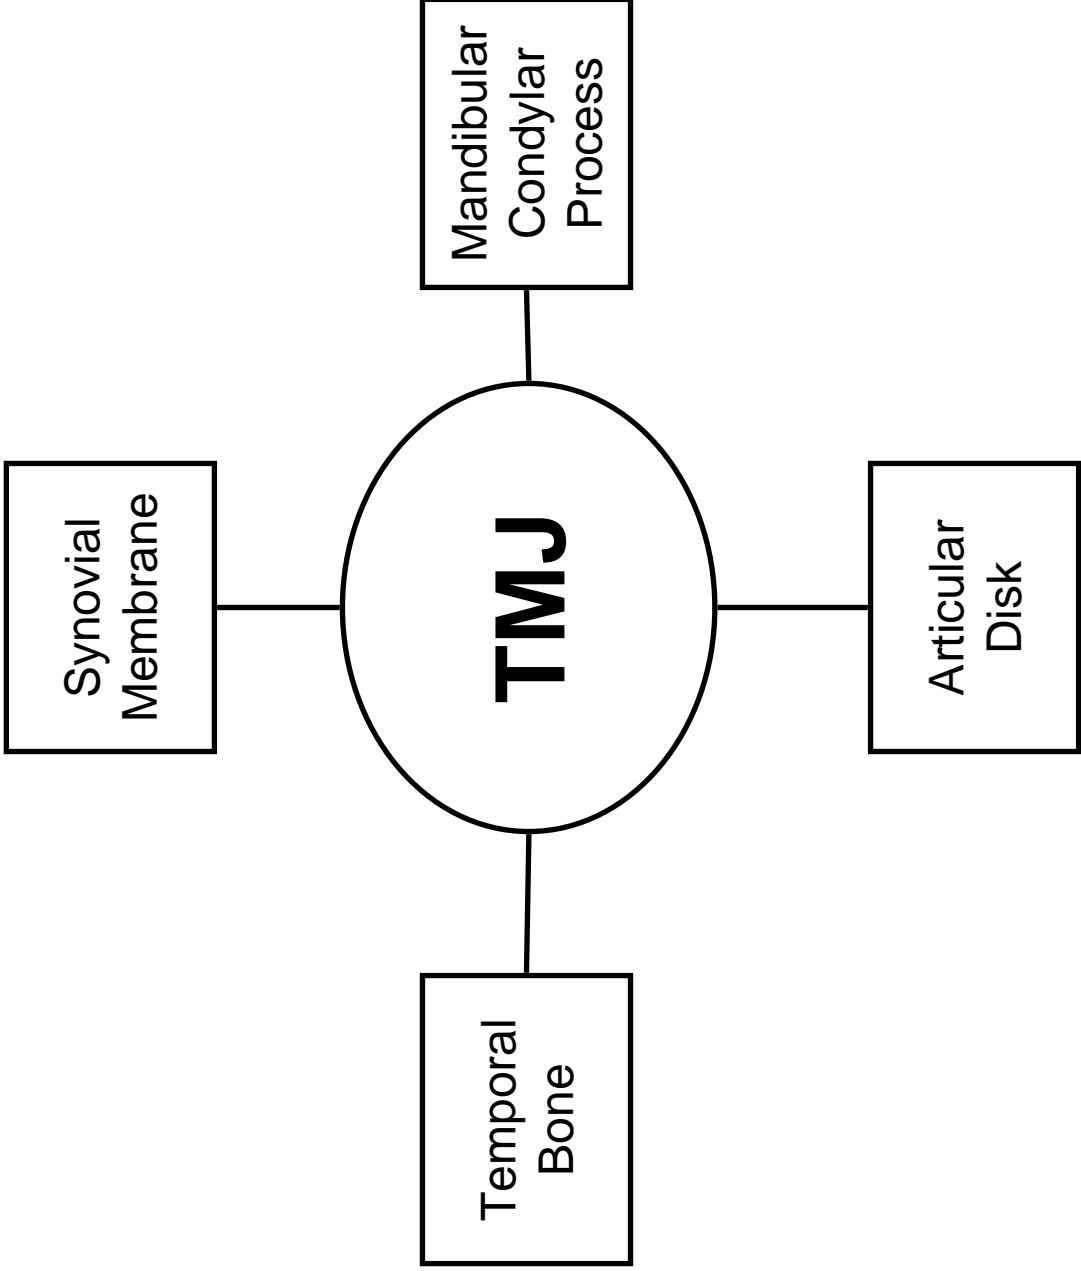 Synovial
Membrane
Temporal
Bone
TMJ
Mandibular
Condylar
Process
Articular
Disk